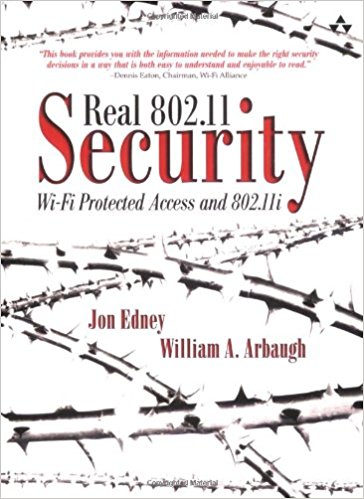 "This book provides you with the information needed to make the right security
decisions in a way that is both easy to understand and enjoyable to read."
—Dennis Eaton, Chairman, Wi-Fi Alliance
Real 802.11
Security
Wi-Fi Protected Access and 802.11i
Jon Edney
William A. Arbaugh
Copyrighted Material